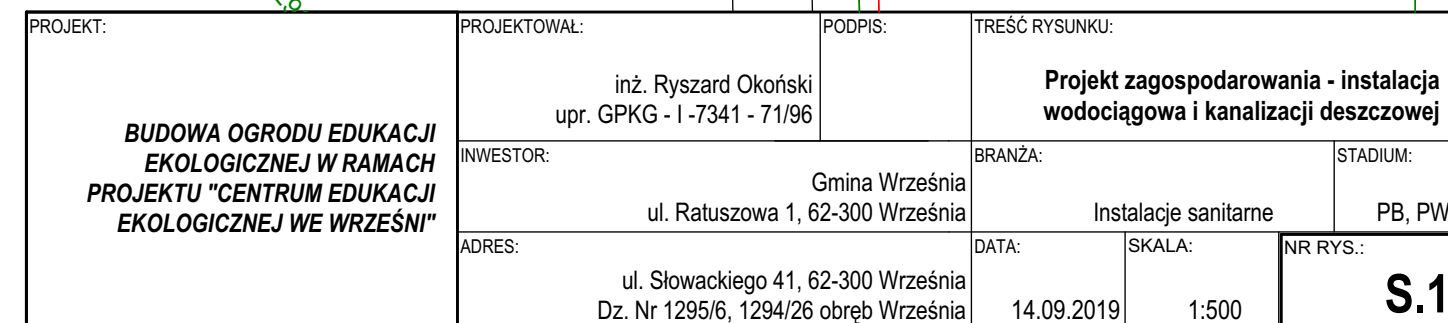 PROJEKT:
BUDOWA OGRODU EDUKACJI
EKOLOGICZNEJ W RAMACH
PROJEKTU "CENTRUM EDUKACJI
EKOLOGICZNEJ WE WRZEŚNI"
PROJEKTOWAŁ:
inż. Ryszard Okoński
upr. GPKG - I -7341 - 71/96
PODPIS:
TREŚĆ RYSUNKU:
Projekt zagospodarowania - instalacja
wodociągowa i kanalizacji deszczowej
INWESTOR:
Gmina Września
ul. Ratuszowa 1, 62-300 Września
BRANŻA:
Instalacje sanitarne
STADIUM:
PB, PW
ADRES:
ul. Słowackiego 41, 62-300 Września
Dz. Nr 1295/6, 1294/26 obręb Września
DATA:
14.09.2019
SKALA:
1:500
NR RYS.:
S.1